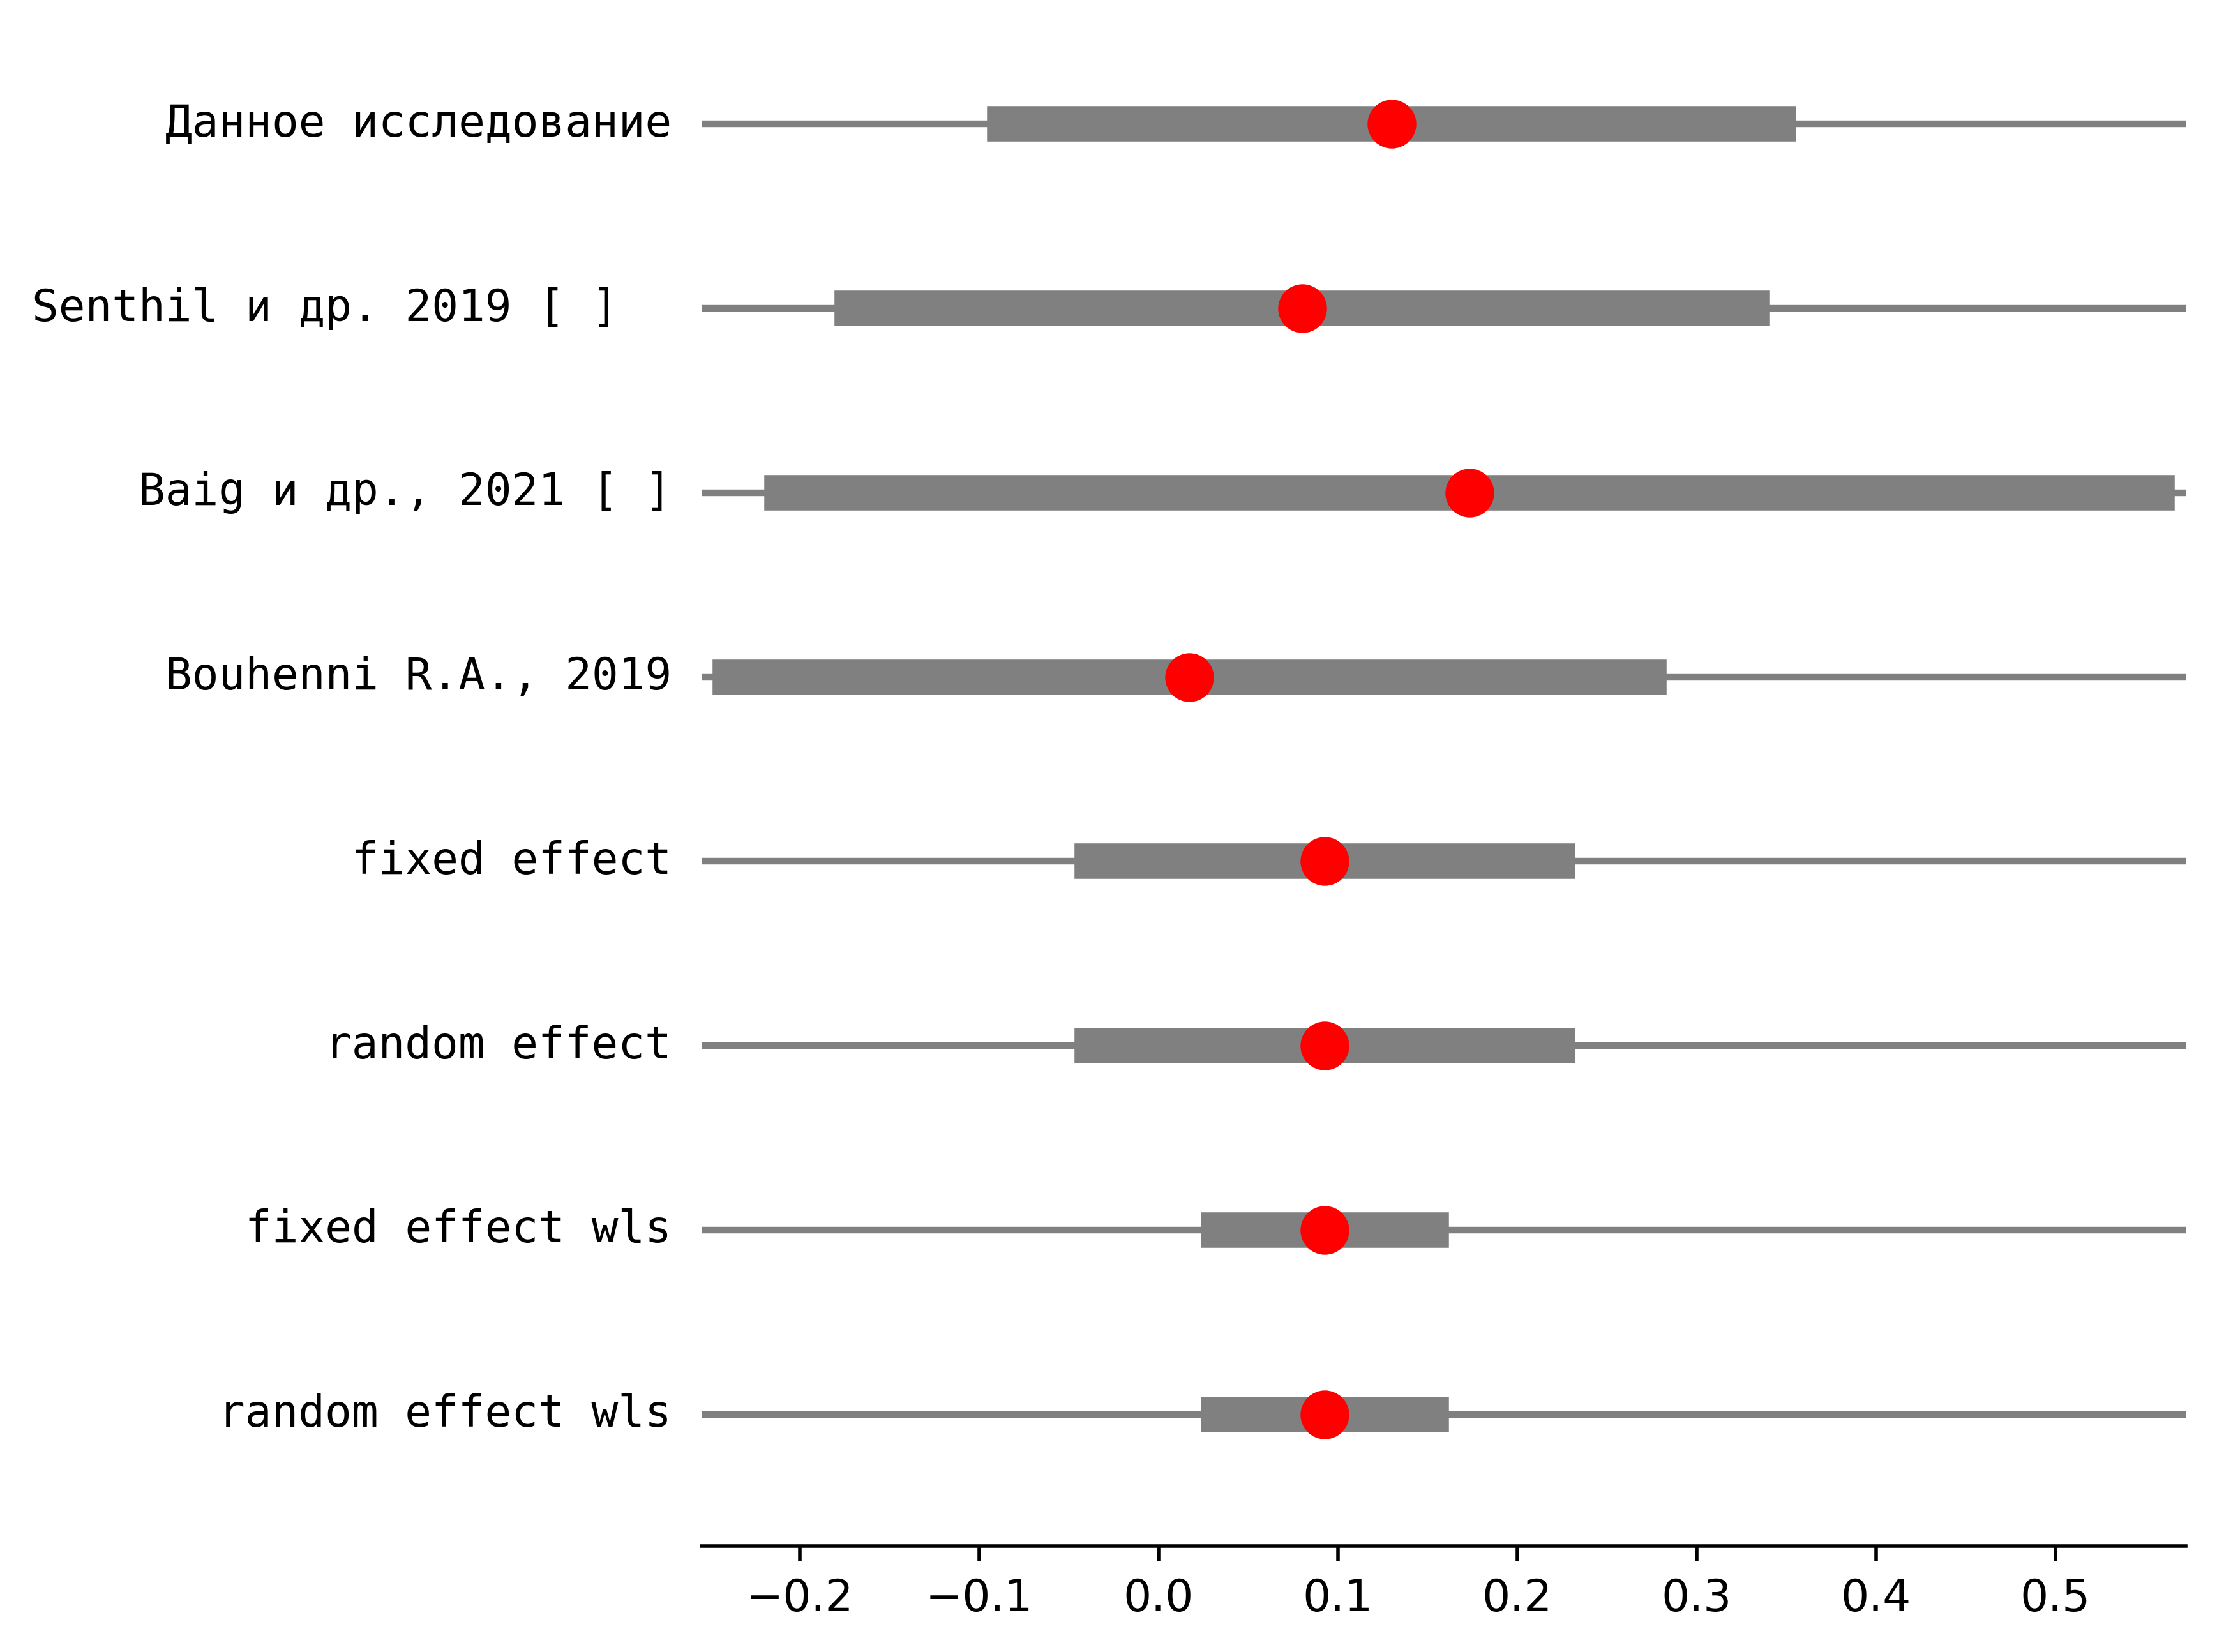 Данное исследование
Senthil и др. 2019 [ ]
Baig и др., 2021 [ ]
Bouhenni R.A., 2019
fixed effect
random effect
fixed effect wls
random effect wls
−0.2 −0.1 0.0 0.1 0.2 0.3 0.4 0.5